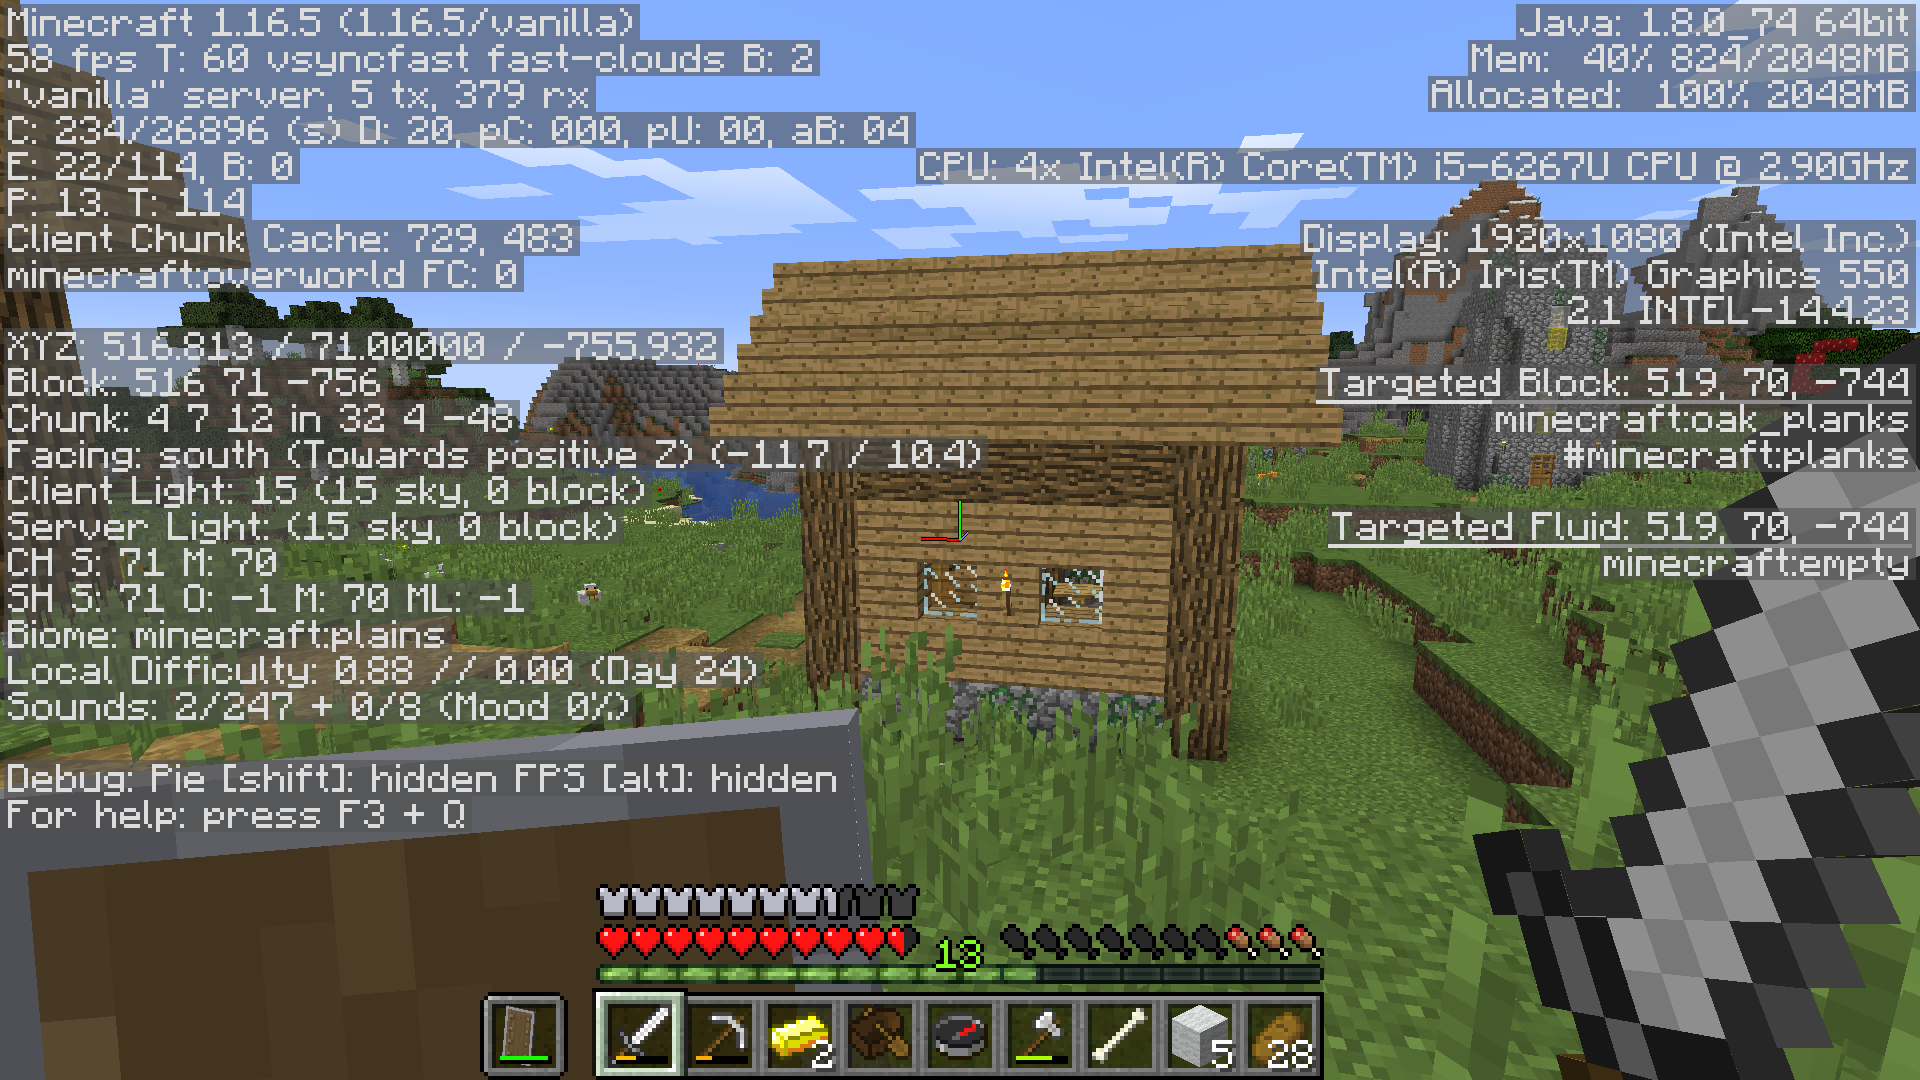 Minecraft 1.16.5 (1.16.5/vanilla)
58 fps T: 60 vsyncfast fast-clouds B: 2
"vanilla" server, 5 tx, 379 rx
C: 234/26896 (s) D: 20, pC: 000, pU: 00, aB: 04
E: 22/114, B: 0
P: 13. T: 114
Client Chunk Cache: 729, 483
minecraft:overworld FC: 0
XYZ: 516.813 / 71.00000 / -755.932
Block: 516 71 -756
Chunk: 4 7 12 in 32 4 -48
Facing: south (Towards positive Z) (-11.7 / 10.4)
Client Light: 15 (15 sky, 0 block)
Server Light: (15 sky, 0 block)
CH S: 71 M: 70
SH S: 71 O: -1 M: 70 ML: -1
Biome: minecraft:plains
Local Difficulty: 0.88 // 0.00 (Day 24)
Sounds: 2/247 + 0/8 (Mood 0%)
Debug: Pie [shift]: hidden FPS [alt]: hidden
For help: press F3 + Q
Java: 1.8.0_74 64bit
Mem: 40% 824/2048MB
Allocated: 100% 2048MB
CPU: 4x Intel(R) Core(TM) i5-6267U CPU @ 2.90GHz
Display: 1920x1080 (Intel Inc.)
Intel(R) Iris(TM) Graphics 550
2.1 INTEL-14.4.23
Targeted Block: 519, 70, -744
minecraft:oak_planks
#minecraft:planks
Targeted Fluid: 519, 70, -744
minecraft:empty
13
2
5
28